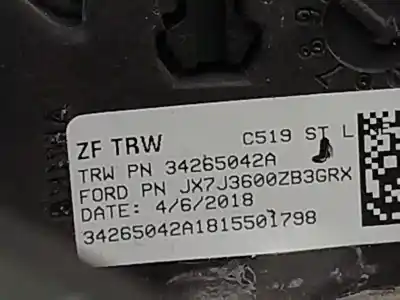 ZF TRW C519 ST L
TRW PN 34265042A
FORD PN JX7J3600ZB3GRX
DATE: 4/6/2018
34265042A1815501798